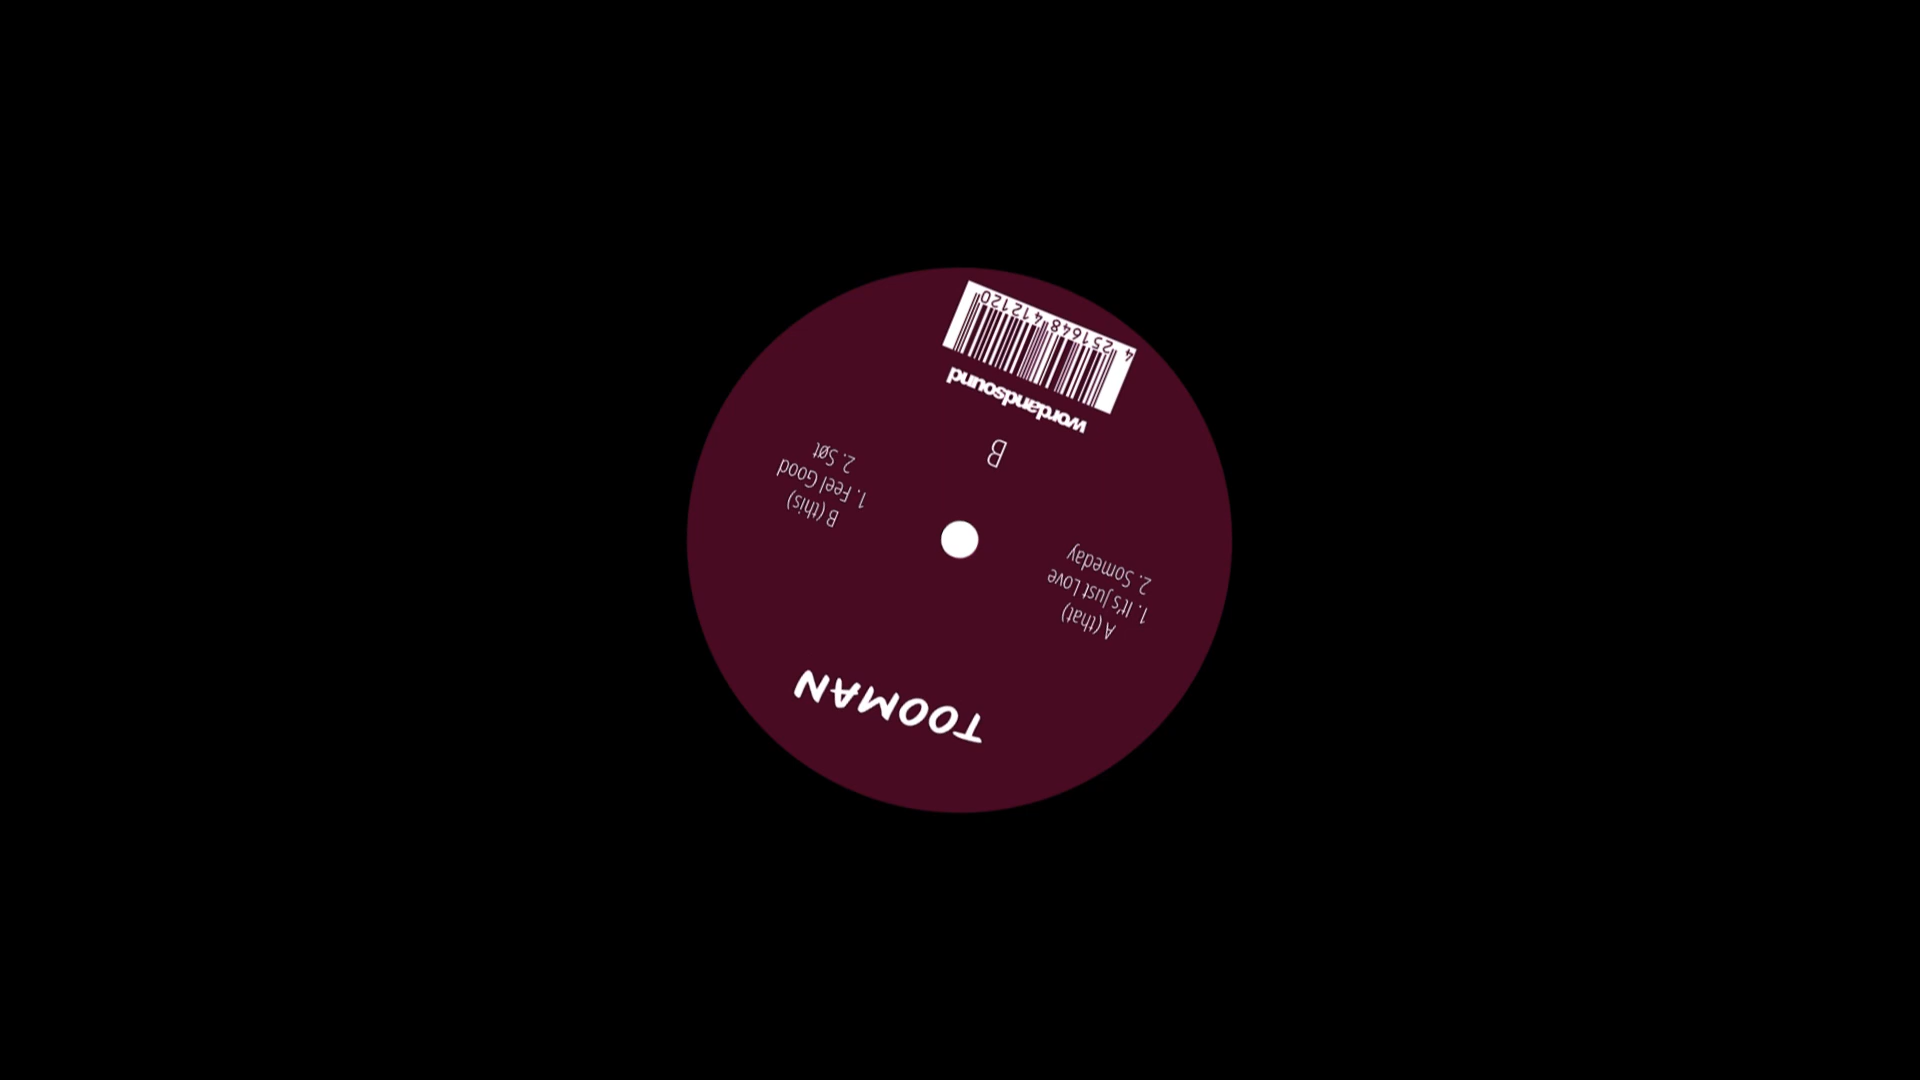 TOOMAN
A (that)
1. It's Just Love
2. Someday
B (this)
1. Feel Good
2. Søt
B
wordandsound
4 251648 412120